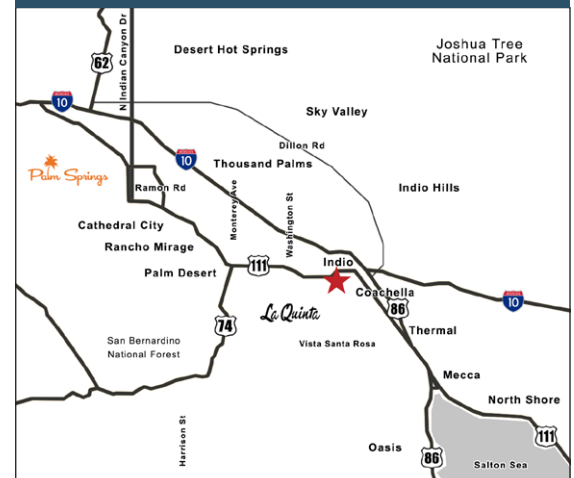 N Indian Canyon Dr
Desert Hot Springs
Joshua Tree
National Park
62
INTERSTATE
10
Sky Valley
Dillon Rd
INTERSTATE
10
Thousand Palms
Palm Springs
Ramon Rd
Indio Hills
Monterey Ave
Washington St
Cathedral City
Rancho Mirage
Palm Desert
111
Indio
Coachella
86
INTERSTATE
10
La Quinta
74
Thermal
San Bernardino
National Forest
Vista Santa Rosa
Mecca
North Shore
Harrison St
Oasis
86
111
Salton Sea